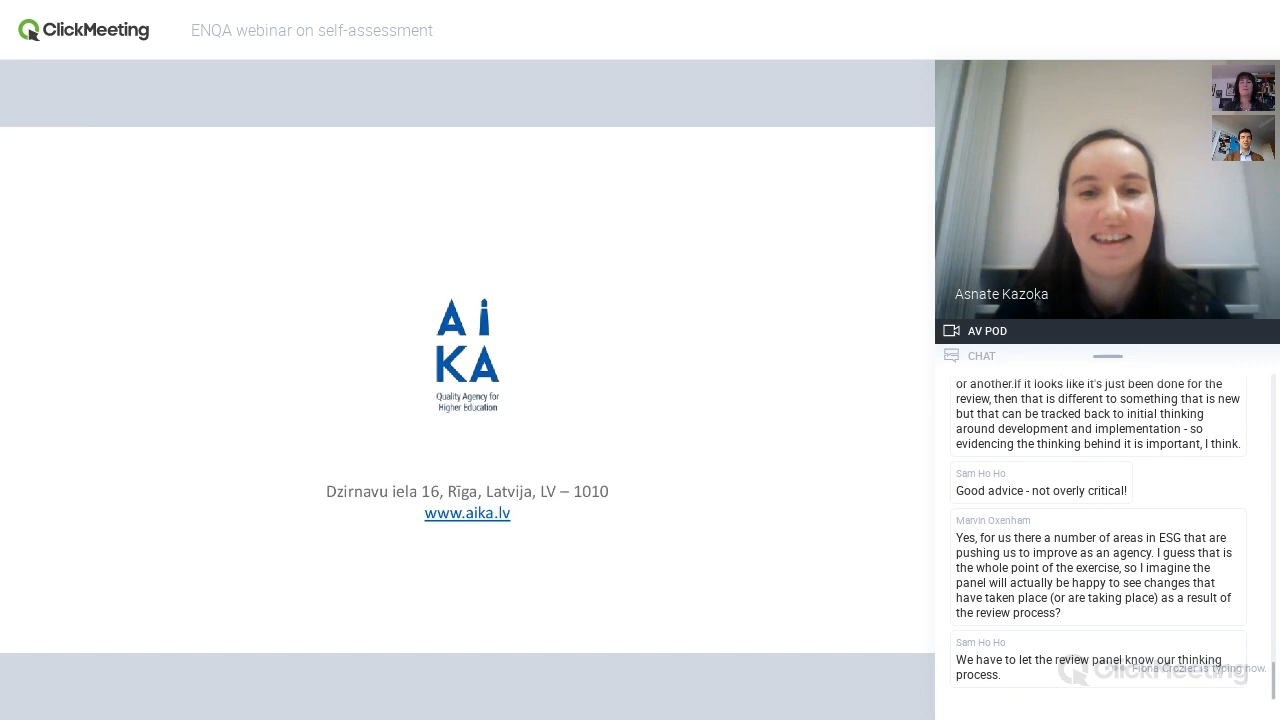 ClickMeeting
ENQA webinar on self-assessment
Asnate Kazoka
AV POD
CHAT
A i
KA
Quality Agency for
Higher Education
Dzirnavu iela 16, Rīga, Latvija, LV – 1010
www.aika.lv
or another.If it looks like it's just been done for the
review, then that is different to something that is new
but that can be tracked back to initial thinking
around development and implementation - so
evidencing the thinking behind it is important, I think.
Sam Ho Ho
Good advice - not overly critical!
Marvin Oxenham
Yes, for us there a number of areas in ESG that are
pushing us to improve as an agency. I guess that is
the whole point of the exercise, so I imagine the
panel will actually be happy to see changes that
have taken place (or are taking place) as a result of
the review process?
Sam Ho Ho
We have to let the review panel know our thinking
process.
Fiona Crozier is typing now.
ClickMeeting